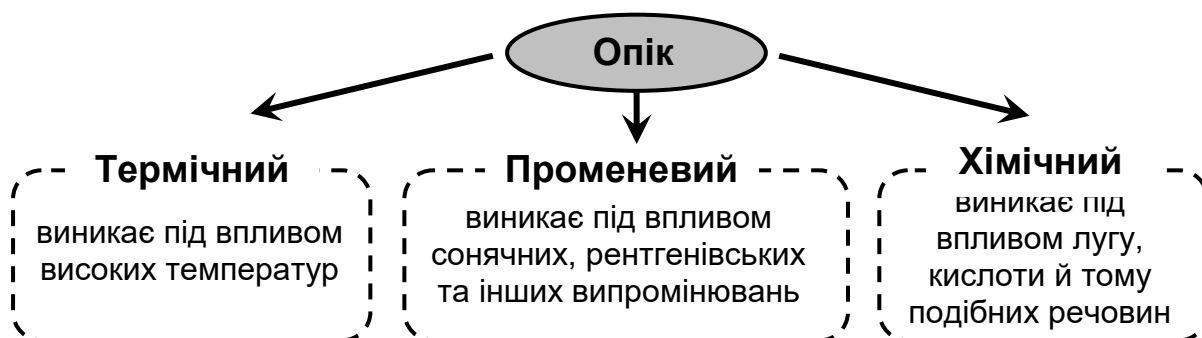 Опік
Термічний
виникає під впливом
високих температур
Променевий
виникає під впливом
сонячних, рентгенівських
та інших випромінювань
Хімічний
виникає під
впливом лугу,
кислоти й тому
подібних речовин